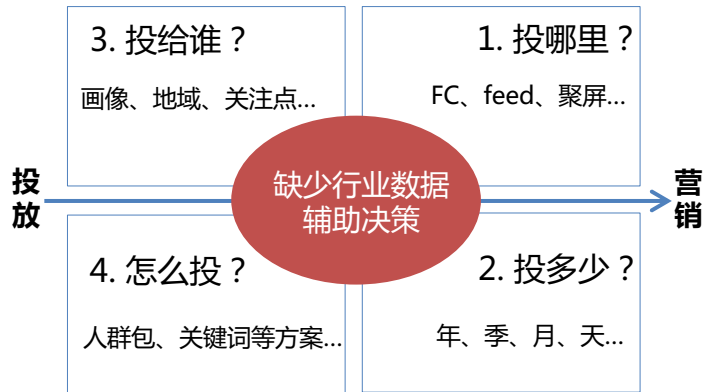 3. 投给谁？
画像、地域、关注点...
1. 投哪里？
FC、feed、聚屏...
投放
缺少行业数据
辅助决策
营销
4. 怎么投？
人群包、关键词等方案...
2. 投多少？
年、季、月、天...